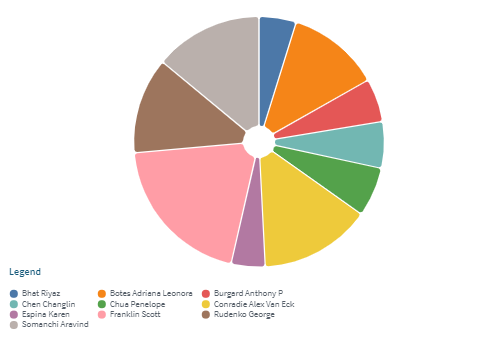 Legend
Bhat Riyaz Botes Adriana Leonora Burgard Anthony P
Chen Changlin Chua Penelope Conradie Alex Van Eck
Espina Karen Franklin Scott Rudenko George
Somanchi Aravind